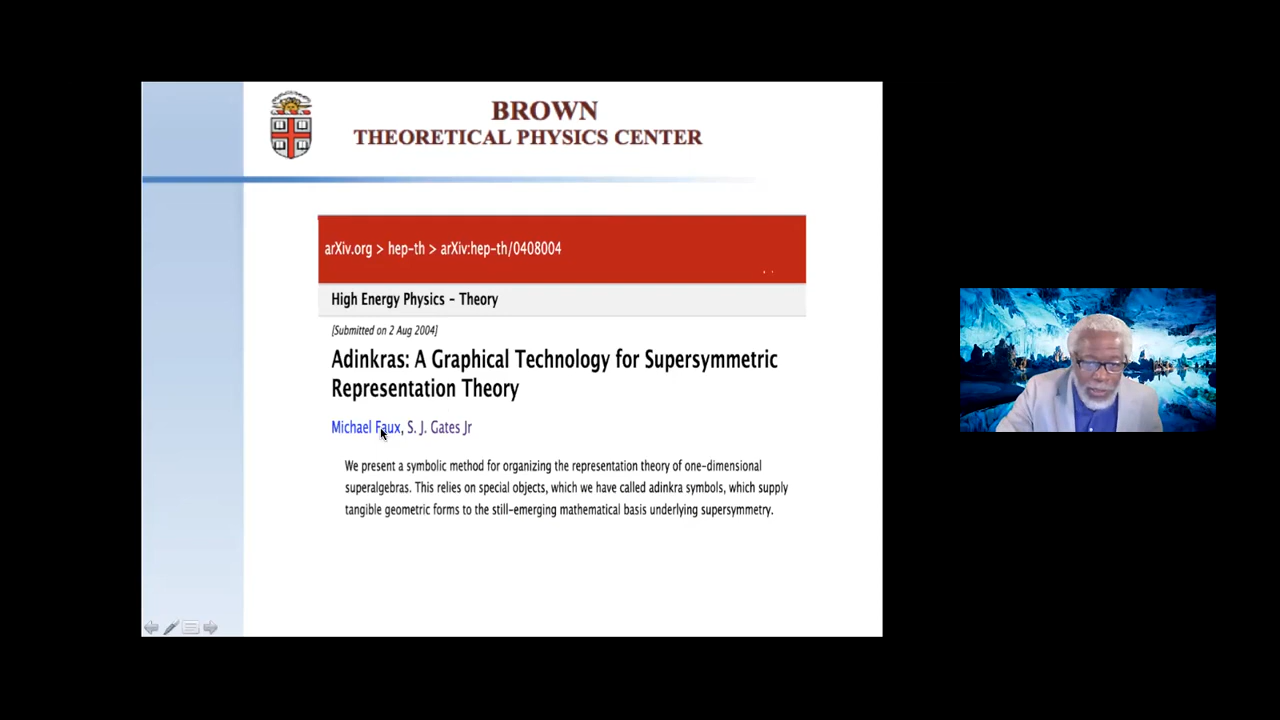 BROWN
THEORETICAL PHYSICS CENTER
arXiv.org > hep-th > arXiv:hep-th/0408004
High Energy Physics - Theory
[Submitted on 2 Aug 2004]
Adinkras: A Graphical Technology for Supersymmetric
Representation Theory
Michael Faux, S. J. Gates Jr
We present a symbolic method for organizing the representation theory of one-dimensional
superalgebras. This relies on special objects, which we have called adinkra symbols, which supply
tangible geometric forms to the still-emerging mathematical basis underlying supersymmetry.